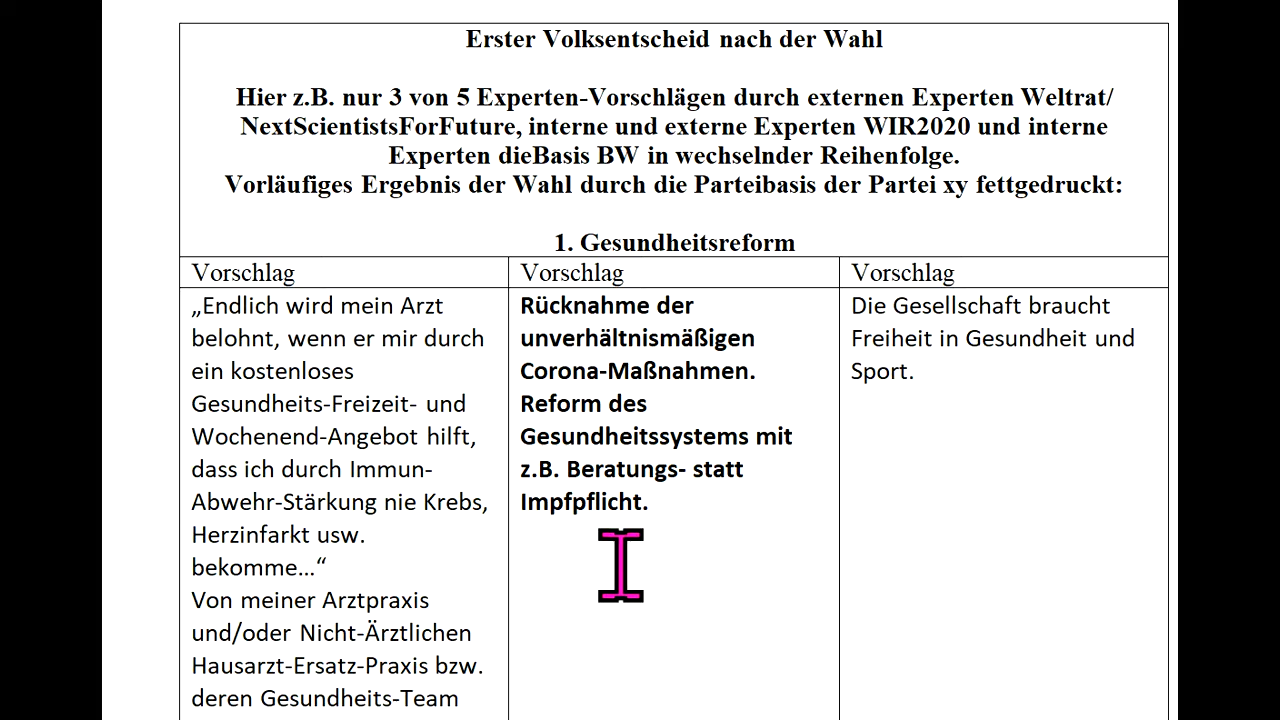 Erster Volksentscheid nach der Wahl
Hier z.B. nur 3 von 5 Experten-Vorschlägen durch externen Experten Weltrat/
NextScientistsForFuture, interne und externe Experten WIR2020 und interne
Experten dieBasis BW in wechselnder Reihenfolge.
Vorläufiges Ergebnis der Wahl durch die Parteibasis der Partei xy fettgedruckt:
1. Gesundheitsreform
Vorschlag
„Endlich wird mein Arzt
belohnt, wenn er mir durch
ein kostenloses
Gesundheits-Freizeit- und
Wochenend-Angebot hilft,
dass ich durch Immun-
Abwehr-Stärkung nie Krebs,
Herzinfarkt usw.
bekomme…“
Von meiner Arztpraxis
und/oder Nicht-Ärztlichen
Hausarzt-Ersatz-Praxis bzw.
deren Gesundheits-Team
Vorschlag
Rücknahme der
unverhältnismäßigen
Corona-Maßnahmen.
Reform des
Gesundheitssystems mit
z.B. Beratungs- statt
Impfpflicht.
Vorschlag
Die Gesellschaft braucht
Freiheit in Gesundheit und
Sport.